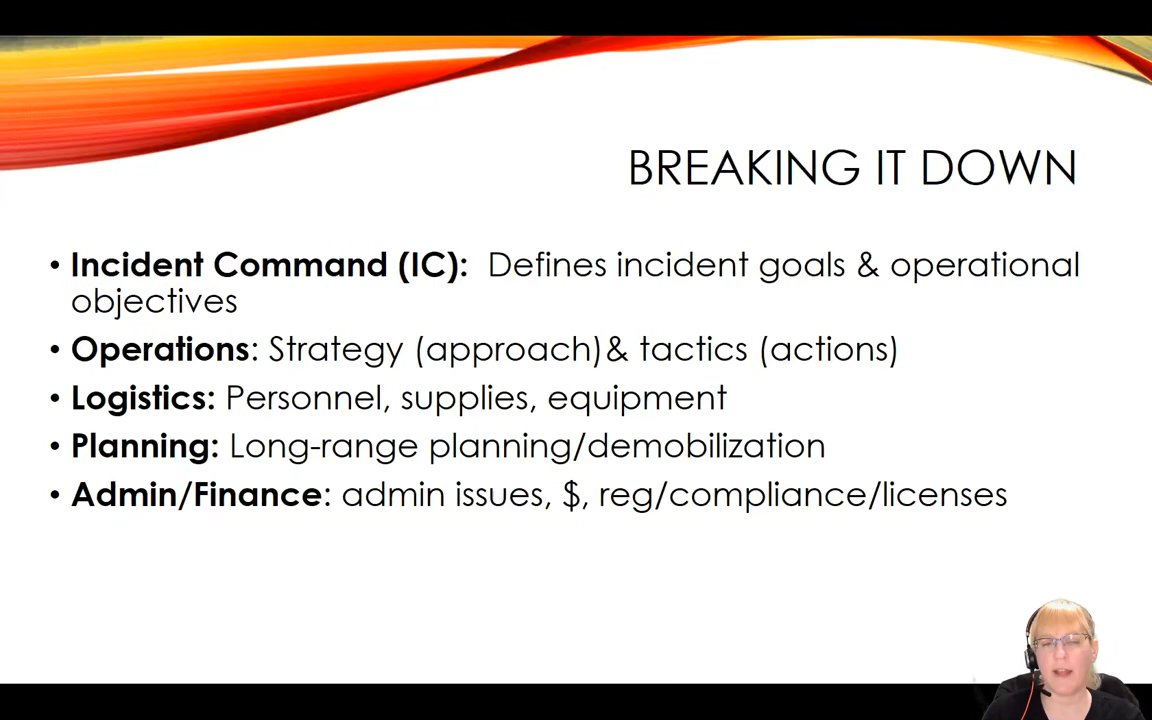 BREAKING IT DOWN
• Incident Command (IC):  Defines incident goals & operational
objectives
• Operations: Strategy (approach)& tactics (actions)
• Logistics: Personnel, supplies, equipment
• Planning: Long-range planning/demobilization
• Admin/Finance: admin issues, $, reg/compliance/licenses